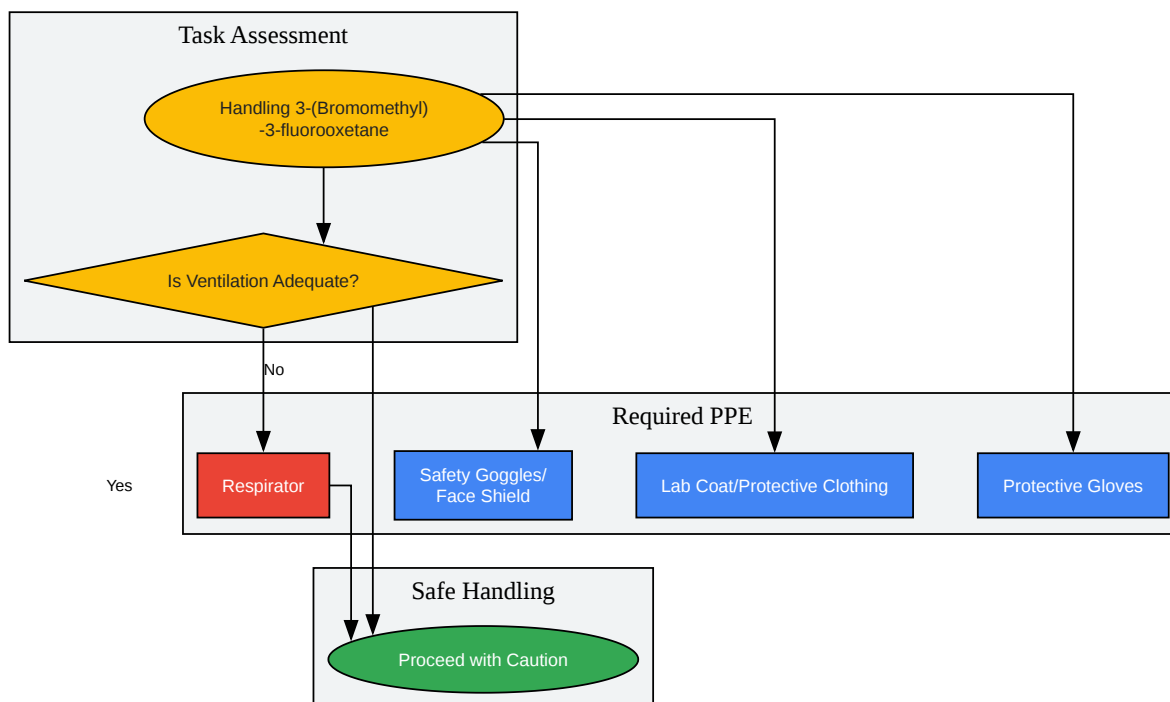 Task Assessment
Handling 3-(Bromomethyl)
-3-fluorooxetane
Is Ventilation Adequate?
No
Required PPE
Yes
Respirator
Safety Goggles/
Face Shield
Lab Coat/Protective Clothing
Protective Gloves
Safe Handling
Proceed with Caution